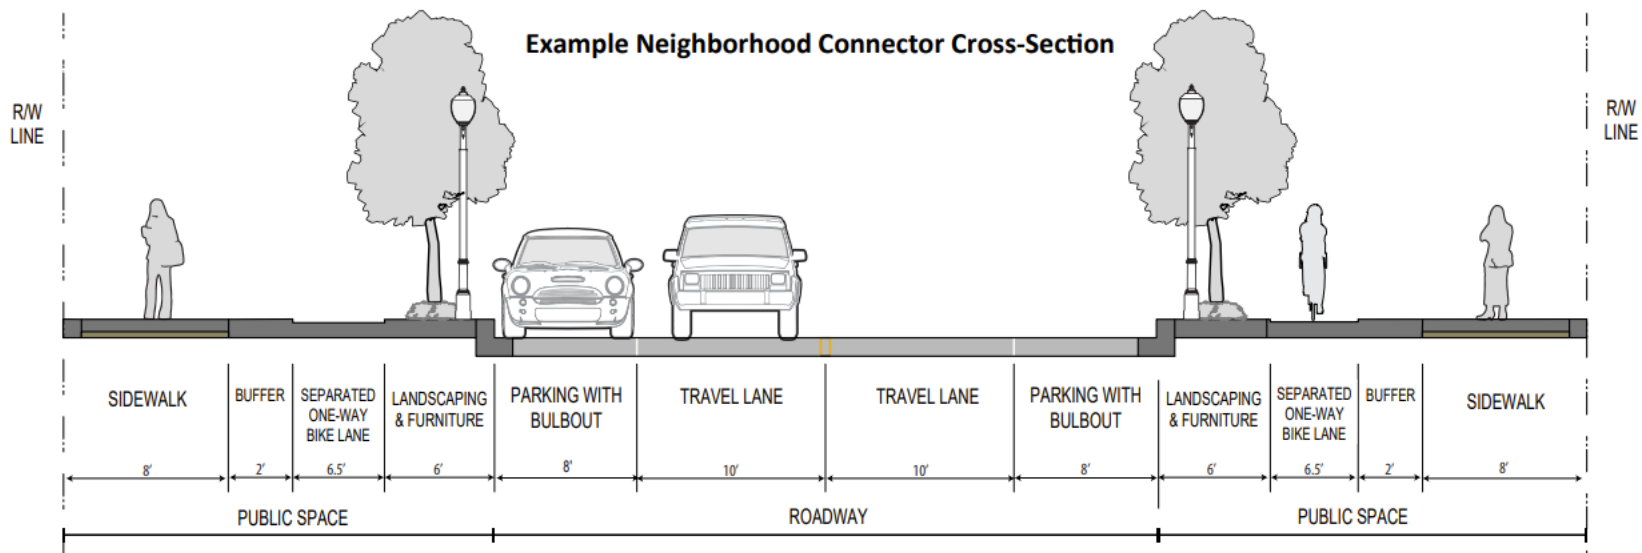 Example Neighborhood Connector Cross-Section
R/W
LINE
R/W
LINE
SIDEWALK
BUFFER
SEPARATED
ONE-WAY
BIKE LANE
LANDSCAPING
& FURNITURE
PARKING WITH
BULBOUT
TRAVEL LANE
TRAVEL LANE
PARKING WITH
BULBOUT
LANDSCAPING
& FURNITURE
SEPARATED
ONE-WAY
BIKE LANE
BUFFER
SIDEWALK
8' 2' 6.5' 6' 8' 10' 10' 8' 6' 6.5' 2' 8'
PUBLIC SPACE ROADWAY PUBLIC SPACE